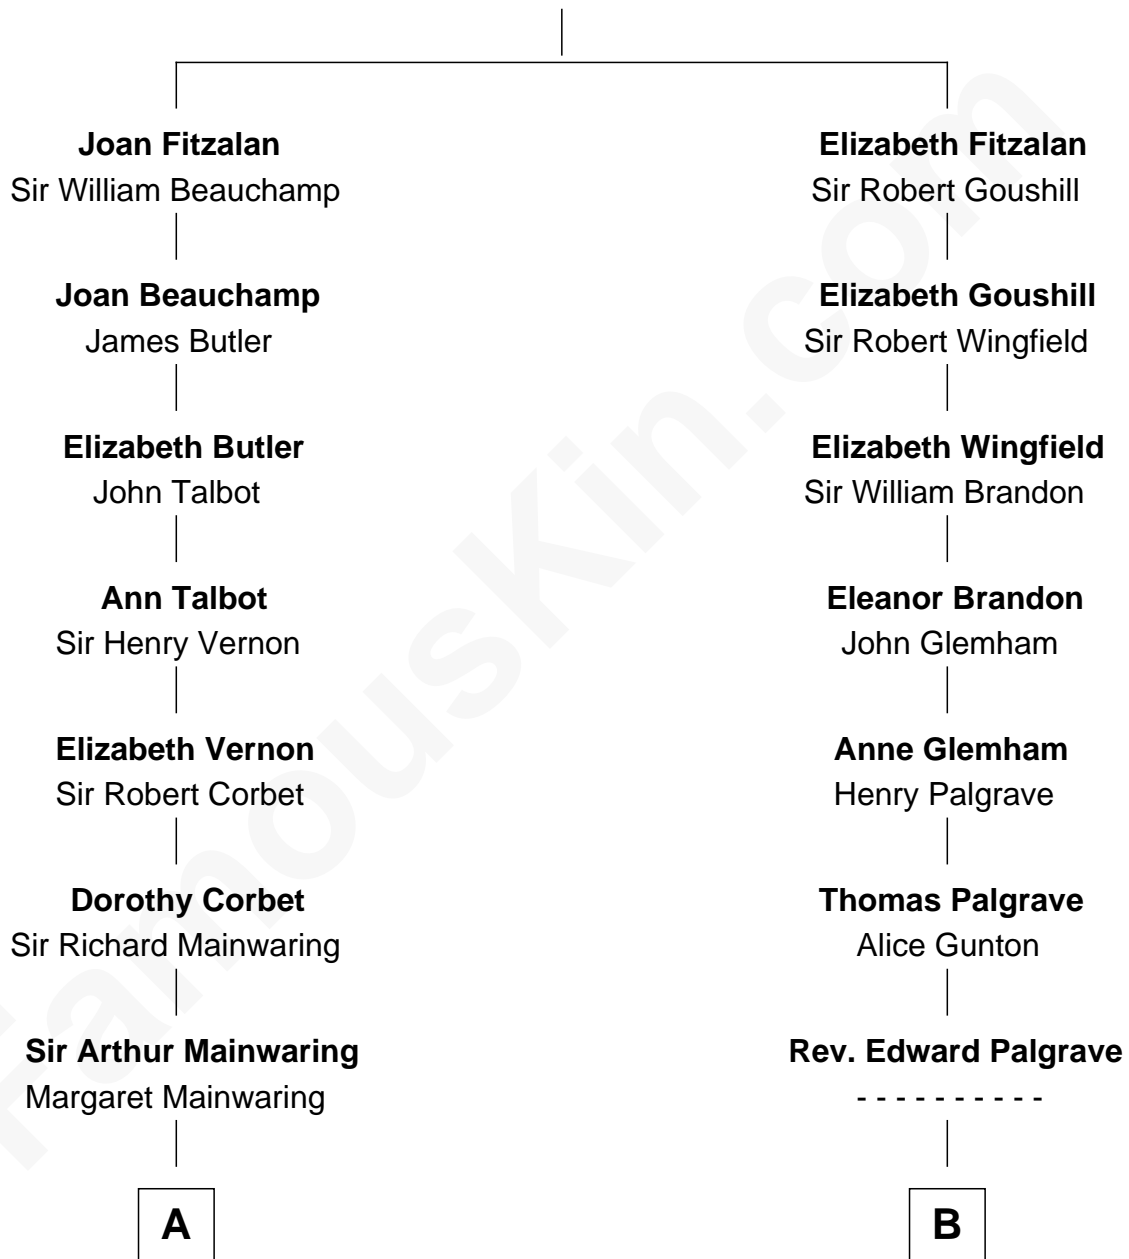 Joan Fitzalan
Sir William Beauchamp
Joan Beauchamp
James Butler
Elizabeth Butler
John Talbot
Ann Talbot
Sir Henry Vernon
Elizabeth Vernon
Sir Robert Corbet
Dorothy Corbet
Sir Richard Mainwaring
Sir Arthur Mainwaring
Margaret Mainwaring
A
Elizabeth Fitzalan
Sir Robert Goushill
Elizabeth Goushill
Sir Robert Wingfield
Elizabeth Wingfield
Sir William Brandon
Eleanor Brandon
John Glemham
Anne Glemham
Henry Palgrave
Thomas Palgrave
Alice Gunton
Rev. Edward Palgrave
- - - - - - - - - -
B
FamousKin.com